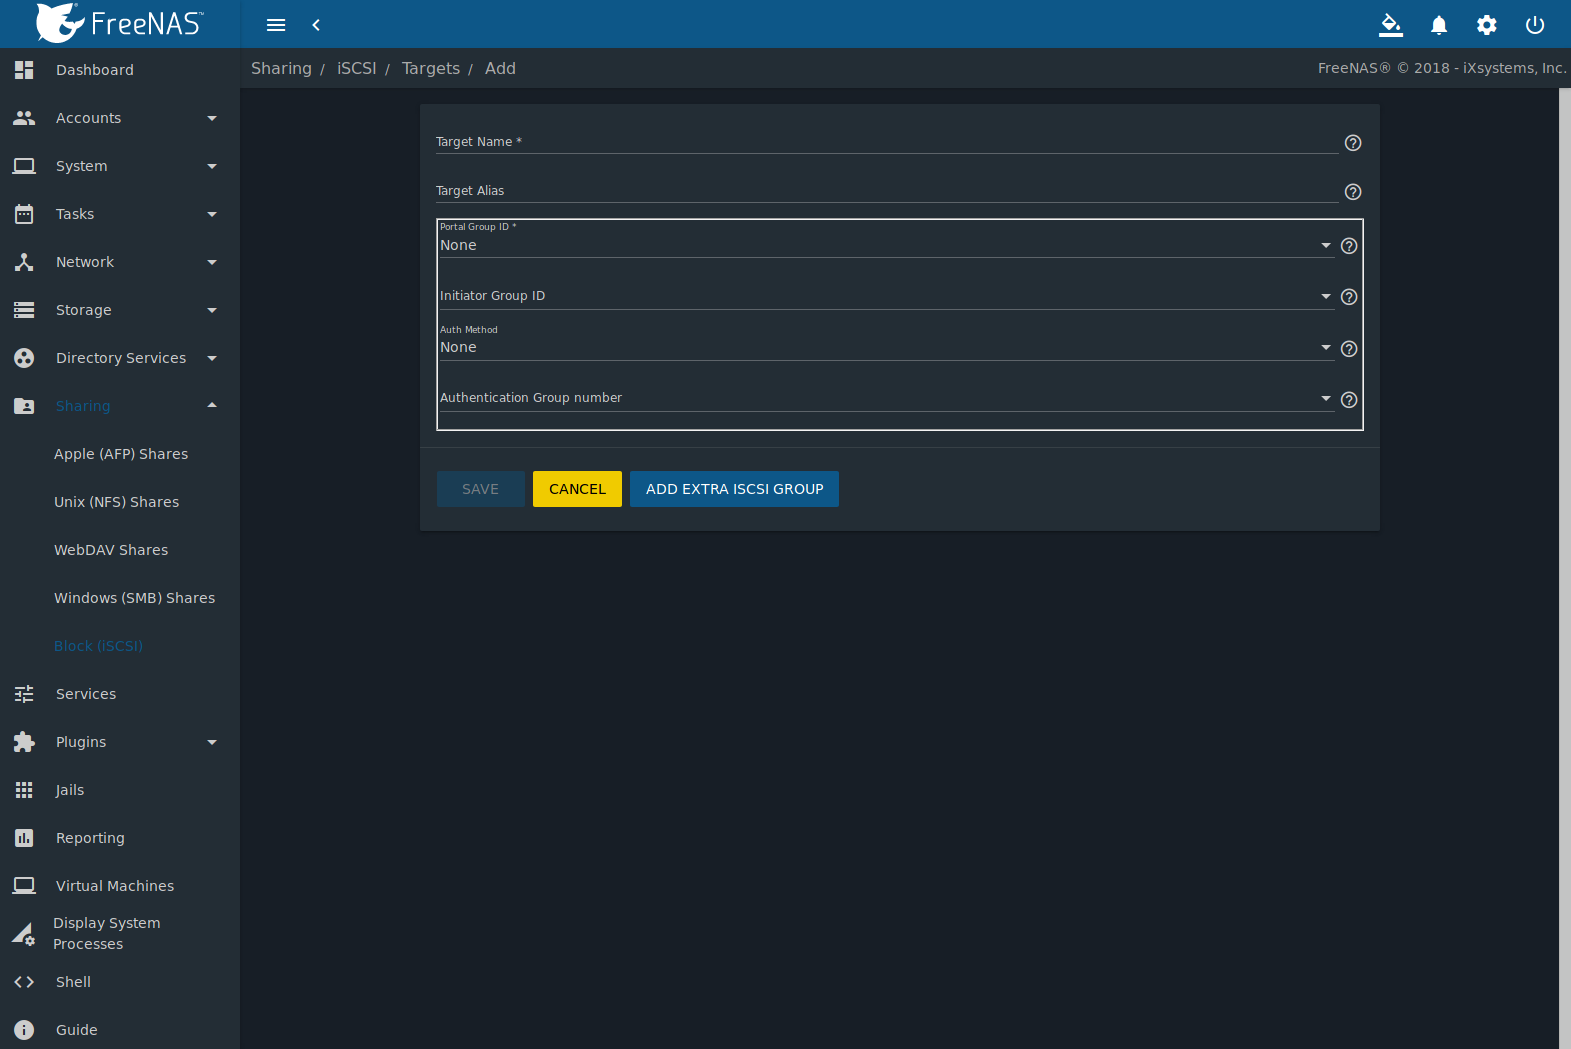 FreeNAS™
Sharing / iSCSI / Targets / Add
FreeNAS® © 2018 - iXsystems, Inc.
Dashboard
Accounts
System
Tasks
Network
Storage
Directory Services
Sharing
Apple (AFP) Shares
Unix (NFS) Shares
WebDAV Shares
Windows (SMB) Shares
Block (iSCSI)
Services
Plugins
Jails
Reporting
Virtual Machines
Display System
Processes
Shell
Guide
Target Name *
Target Alias
Portal Group ID *
None
Initiator Group ID
Auth Method
None
Authentication Group number
SAVE CANCEL ADD EXTRA ISCSI GROUP